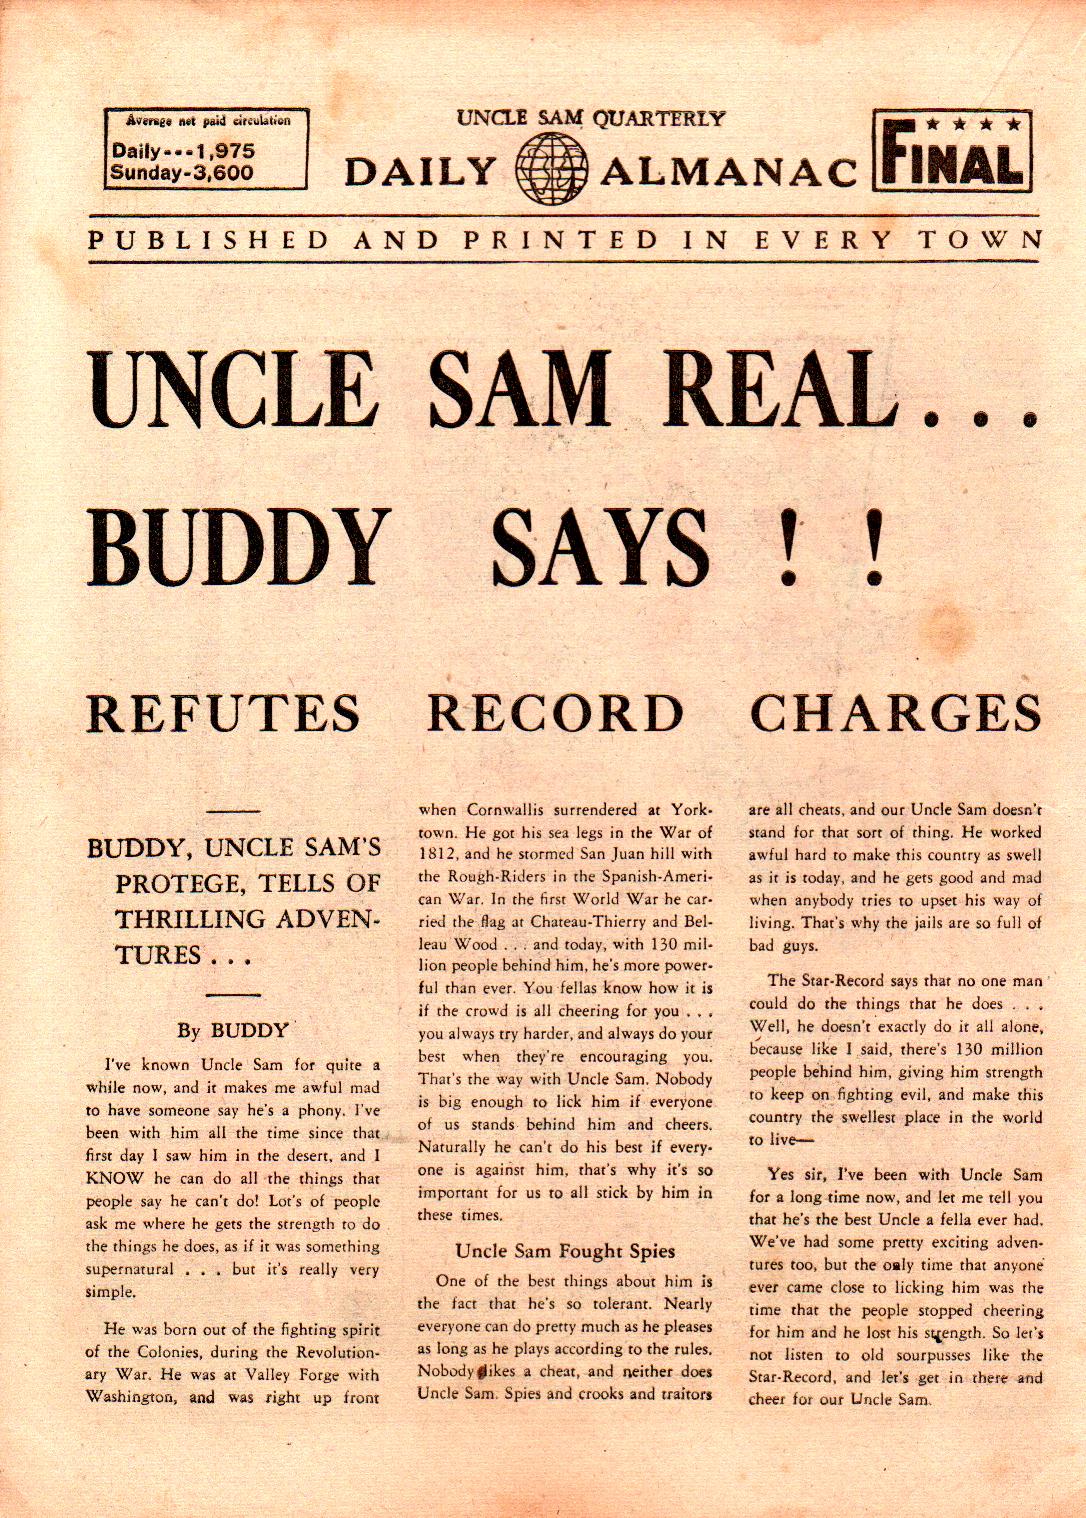 Average net paid circulation
Daily---1,975
Sunday-3,600
UNCLE SAM QUARTERLY
DAILY ALMANAC
FINAL
PUBLISHED AND PRINTED IN EVERY TOWN
UNCLE SAM REAL...
BUDDY SAYS ! !
REFUTES RECORD CHARGES
BUDDY, UNCLE SAM'S
PROTEGE, TELLS OF
THRILLING ADVEN-
TURES . . .
By BUDDY
I've known Uncle Sam for quite a
while now, and it makes me awful mad
to have someone say he's a phony. I've
been with him all the time since that
first day I saw him in the desert, and I
KNOW he can do all the things that
people say he can't do! Lot's of people
ask me where he gets the strength to do
the things he does, as if it was something
supernatural . . . but it's really very
simple.
He was born out of the fighting spirit
of the Colonies, during the Revolution-
ary War. He was at Valley Forge with
Washington, and was right up front
when Cornwallis surrendered at York-
town. He got his sea legs in the War of
1812, and he stormed San Juan hill with
the Rough-Riders in the Spanish-Ameri-
can War. In the first World War he car-
ried the flag at Chateau-Thierry and Bel-
leau Wood . . . and today, with 130 mil-
lion people behind him, he's more power-
ful than ever. You fellas know how it is
if the crowd is all cheering for you . . .
you always try harder, and always do your
best when they're encouraging you.
That's the way with Uncle Sam. Nobody
is big enough to lick him if everyone
of us stands behind him and cheers.
Naturally he can't do his best if every-
one is against him, that's why it's so
important for us to all stick by him in
these times.
Uncle Sam Fought Spies
One of the best things about him is
the fact that he's so tolerant. Nearly
everyone can do pretty much as he pleases
as long as he plays according to the rules.
Nobody likes a cheat, and neither does
Uncle Sam. Spies and crooks and traitors
are all cheats, and our Uncle Sam doesn't
stand for that sort of thing. He worked
awful hard to make this country as swell
as it is today, and he gets good and mad
when anybody tries to upset his way of
living. That's why the jails are so full of
bad guys.
The Star-Record says that no one man
could do the things that he does . . .
Well, he doesn't exactly do it all alone,
because like I said, there's 130 million
people behind him, giving him strength
to keep on fighting evil, and make this
country the swellest place in the world
to live—
Yes sir, I've been with Uncle Sam
for a long time now, and let me tell you
that he's the best Uncle a fella ever had.
We've had some pretty exciting adven-
tures too, but the only time that anyone
ever came close to licking him was the
time that the people stopped cheering
for him and he lost his strength. So let's
not listen to old sourpusses like the
Star-Record, and let's get in there and
cheer for our Uncle Sam.